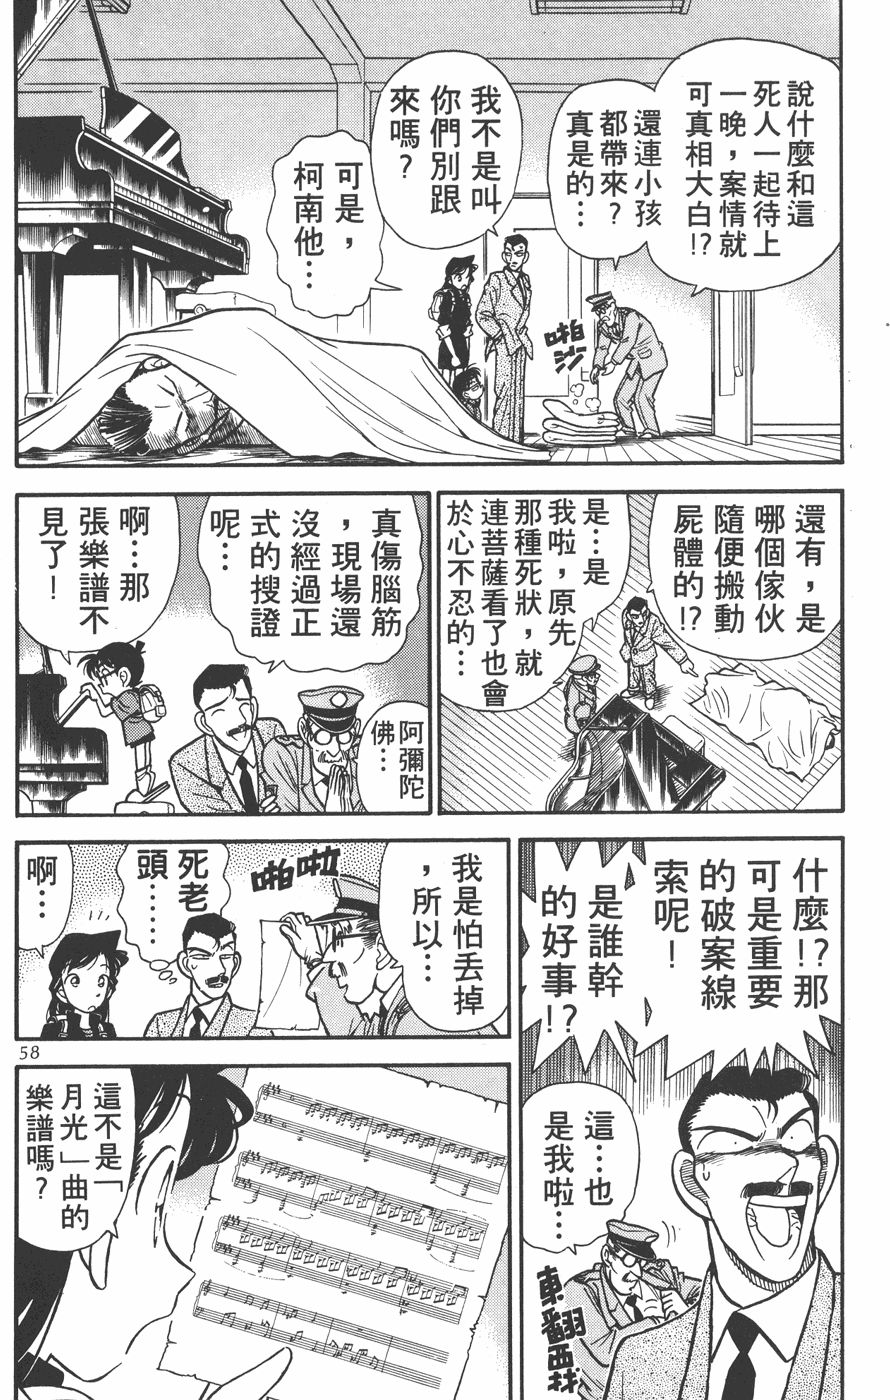 說什麼和這
死人一起待上
一晚，案情就
可真相大白!?
還連小孩
都帶來？
真是的…
我不是叫
你們別跟
來嗎？
可是，
柯南他…
啪
沙
還有，是
哪個傢伙
隨便搬動
屍體的!?
是…是
我啦，原先
那種死狀，就
連菩薩看了也會
於心不忍的…
真傷腦筋
，現場還
沒經過正
式的搜證
呢…
阿彌陀
佛…
啊…那
張樂譜不
見了！
什麼!?那
可是重要
的破案線
索呢！
是誰幹
的好事!?
這…也
是我啦…
東翻西找
我是怕丟掉
，所以…
啪啦
死老
頭……
啊…
58
這不是「
月光」曲的
樂譜嗎？